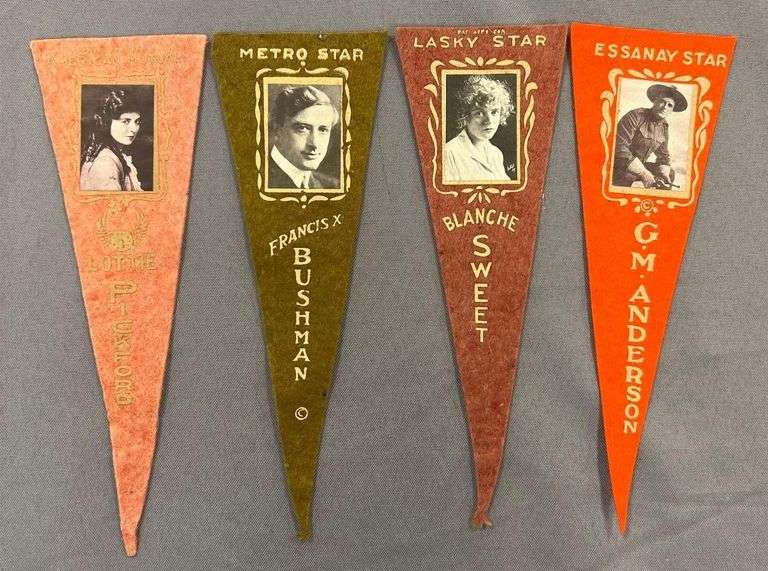 LOTTIE
PICKFORD
METRO STAR
FRANCIS X
BUSHMAN
©
LASKY STAR
BLANCHE
SWEET
ESSANAY STAR
©
G. M. ANDERSON